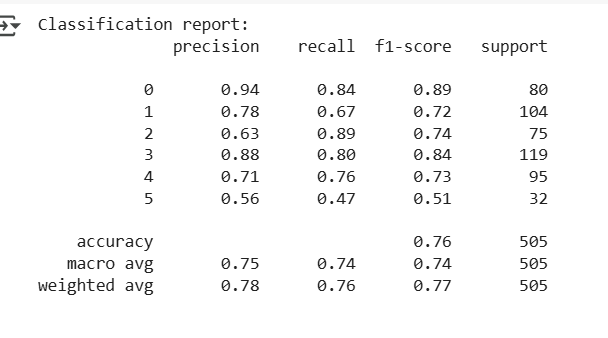 Classification report:
precision recall f1-score support
0 0.94 0.84 0.89 80
1 0.78 0.67 0.72 104
2 0.63 0.89 0.74 75
3 0.88 0.80 0.84 119
4 0.71 0.76 0.73 95
5 0.56 0.47 0.51 32
accuracy 0.76 505
macro avg 0.75 0.74 0.74 505
weighted avg 0.78 0.76 0.77 505